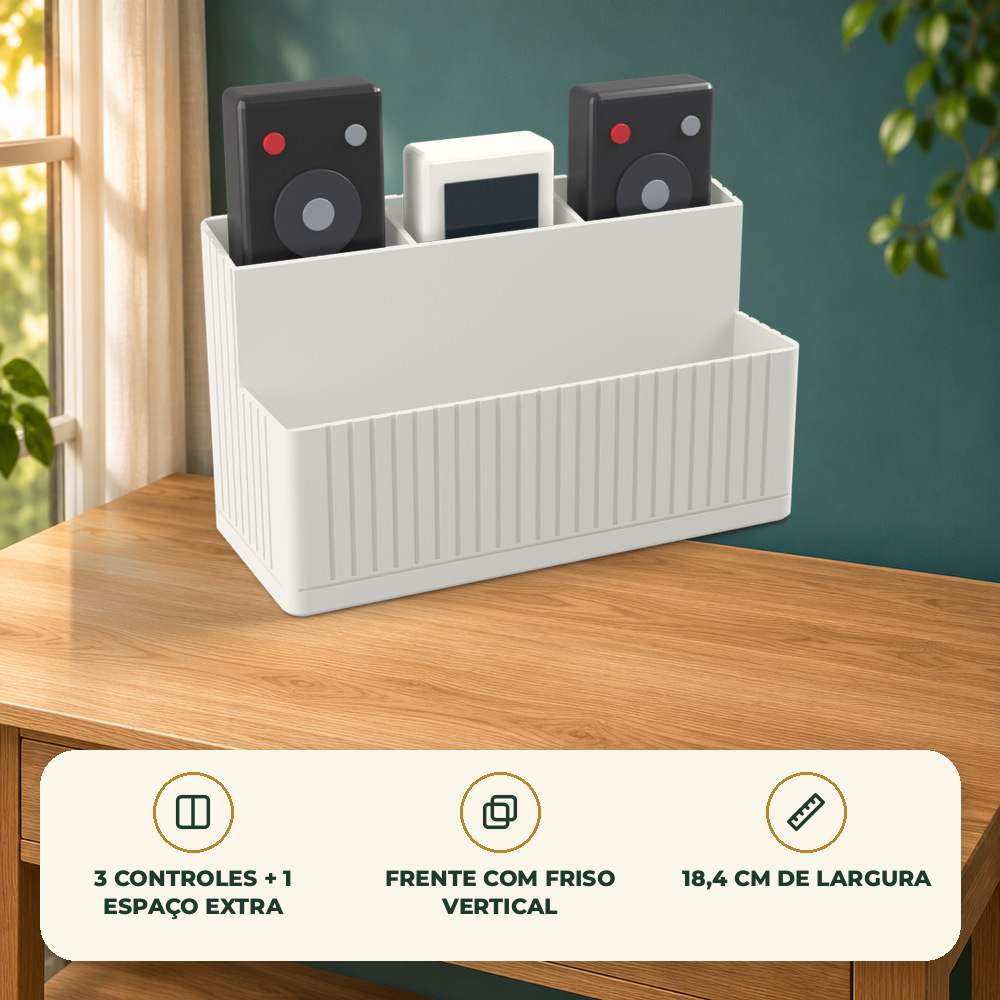 3 CONTROLES + 1
ESPAÇO EXTRA
FRENTE COM FRISO
VERTICAL
18,4 CM DE LARGURA